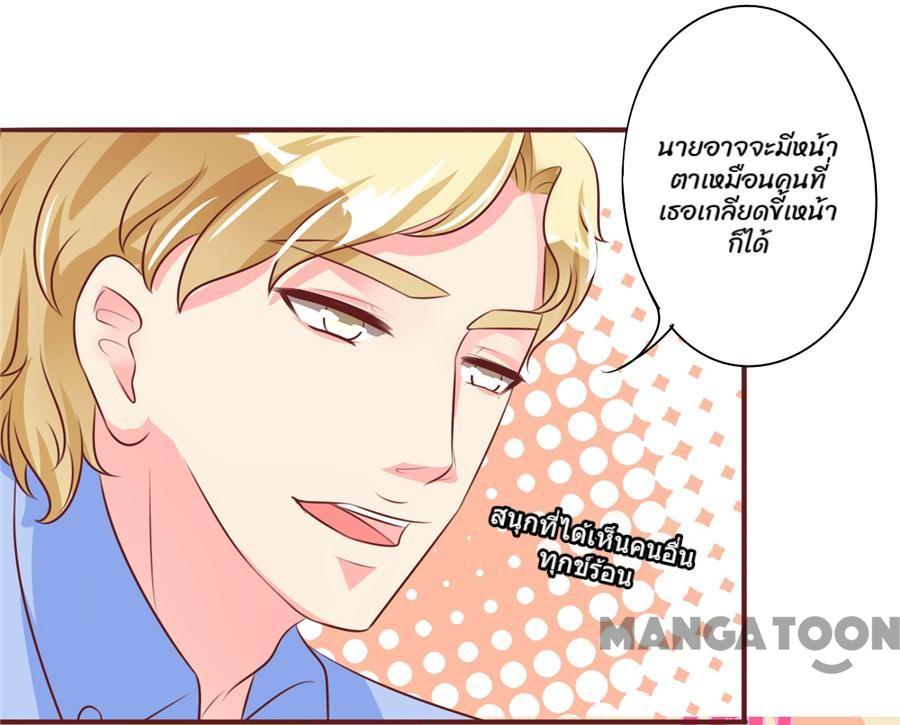 นายอาจจะมีหน้า
ตาเหมือนคนที่
เธอเกลียดขี้หน้า
ก็ได้
สนุกที่ได้เห็นคนอื่น
ทุกข์ร้อน
MANGATOON